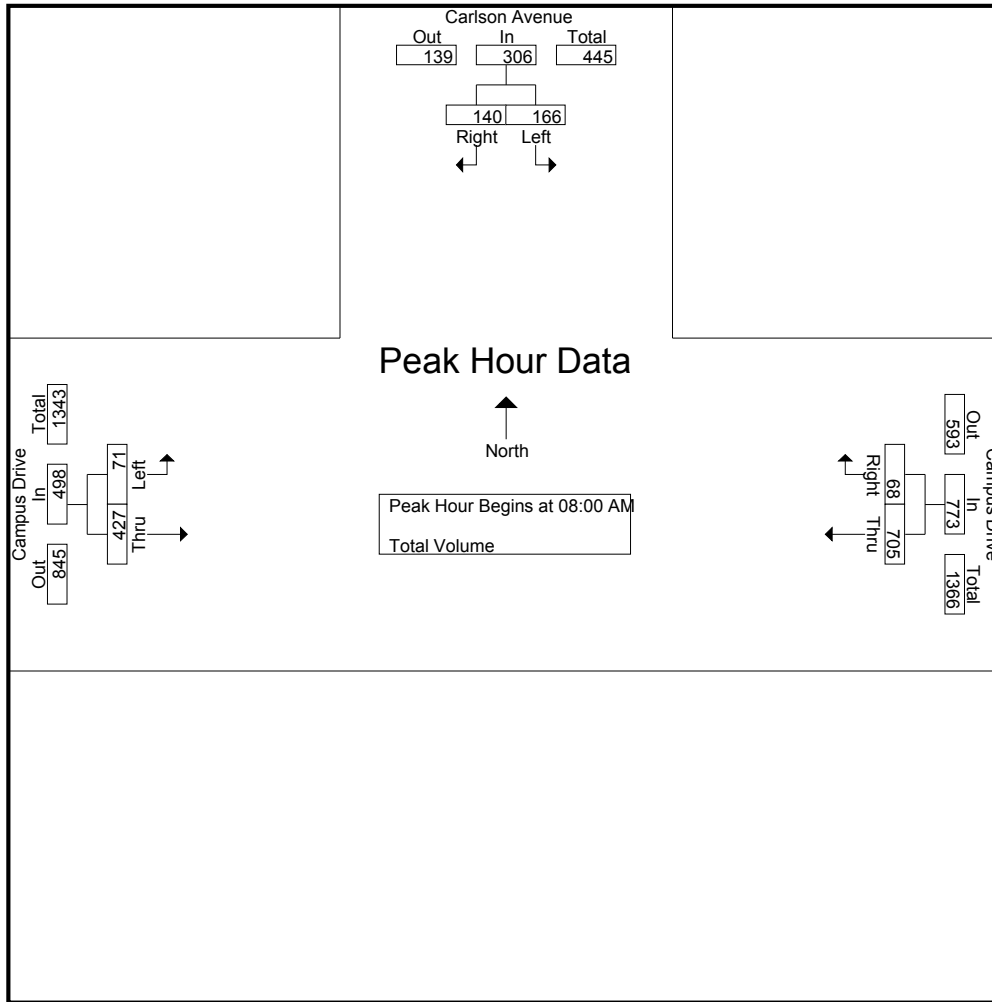 Carlson Avenue
Out In Total
139 306 445
140 166
Right Left
Peak Hour Data
North
Peak Hour Begins at 08:00 AM
Total Volume
Campus Drive
Out In Total
845 498 1343
Thru Left
427 71
Campus Drive
Out In Total
593 773 1366
Right Thru
68 705